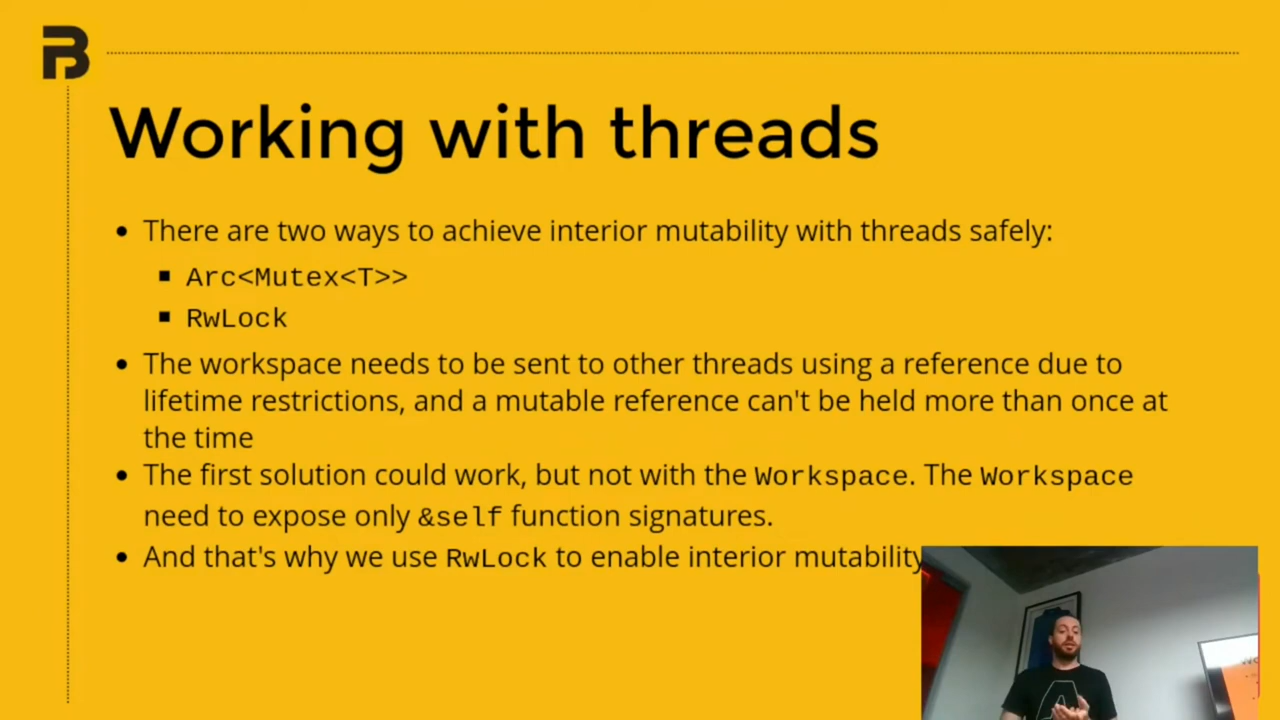 Working with threads
There are two ways to achieve interior mutability with threads safely:
Arc<Mutex<T>>
RwLock
The workspace needs to be sent to other threads using a reference due to
lifetime restrictions, and a mutable reference can't be held more than once at
the time
The first solution could work, but not with the Workspace. The Workspace
need to expose only &self function signatures.
And that's why we use RwLock to enable interior mutability